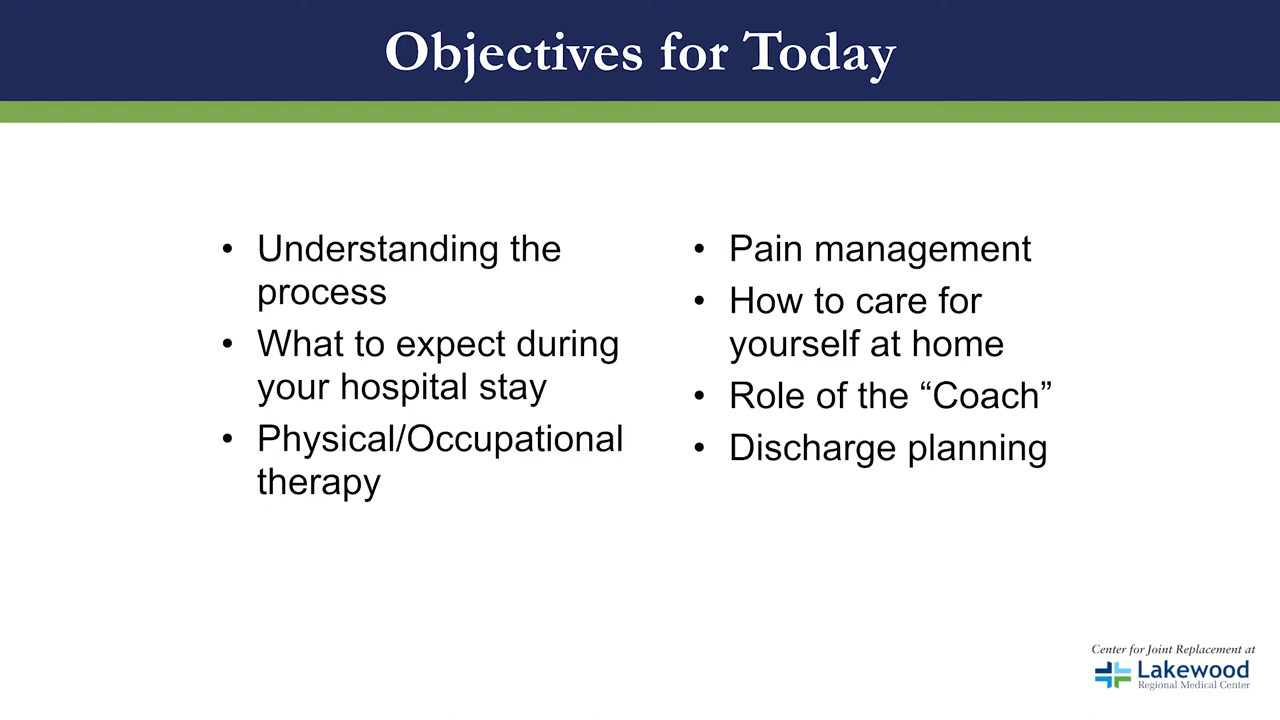 Objectives for Today
• Understanding the
process
• What to expect during
your hospital stay
• Physical/Occupational
therapy
• Pain management
• How to care for
yourself at home
• Role of the “Coach”
• Discharge planning
Center for Joint Replacement at
Lakewood
Regional Medical Center